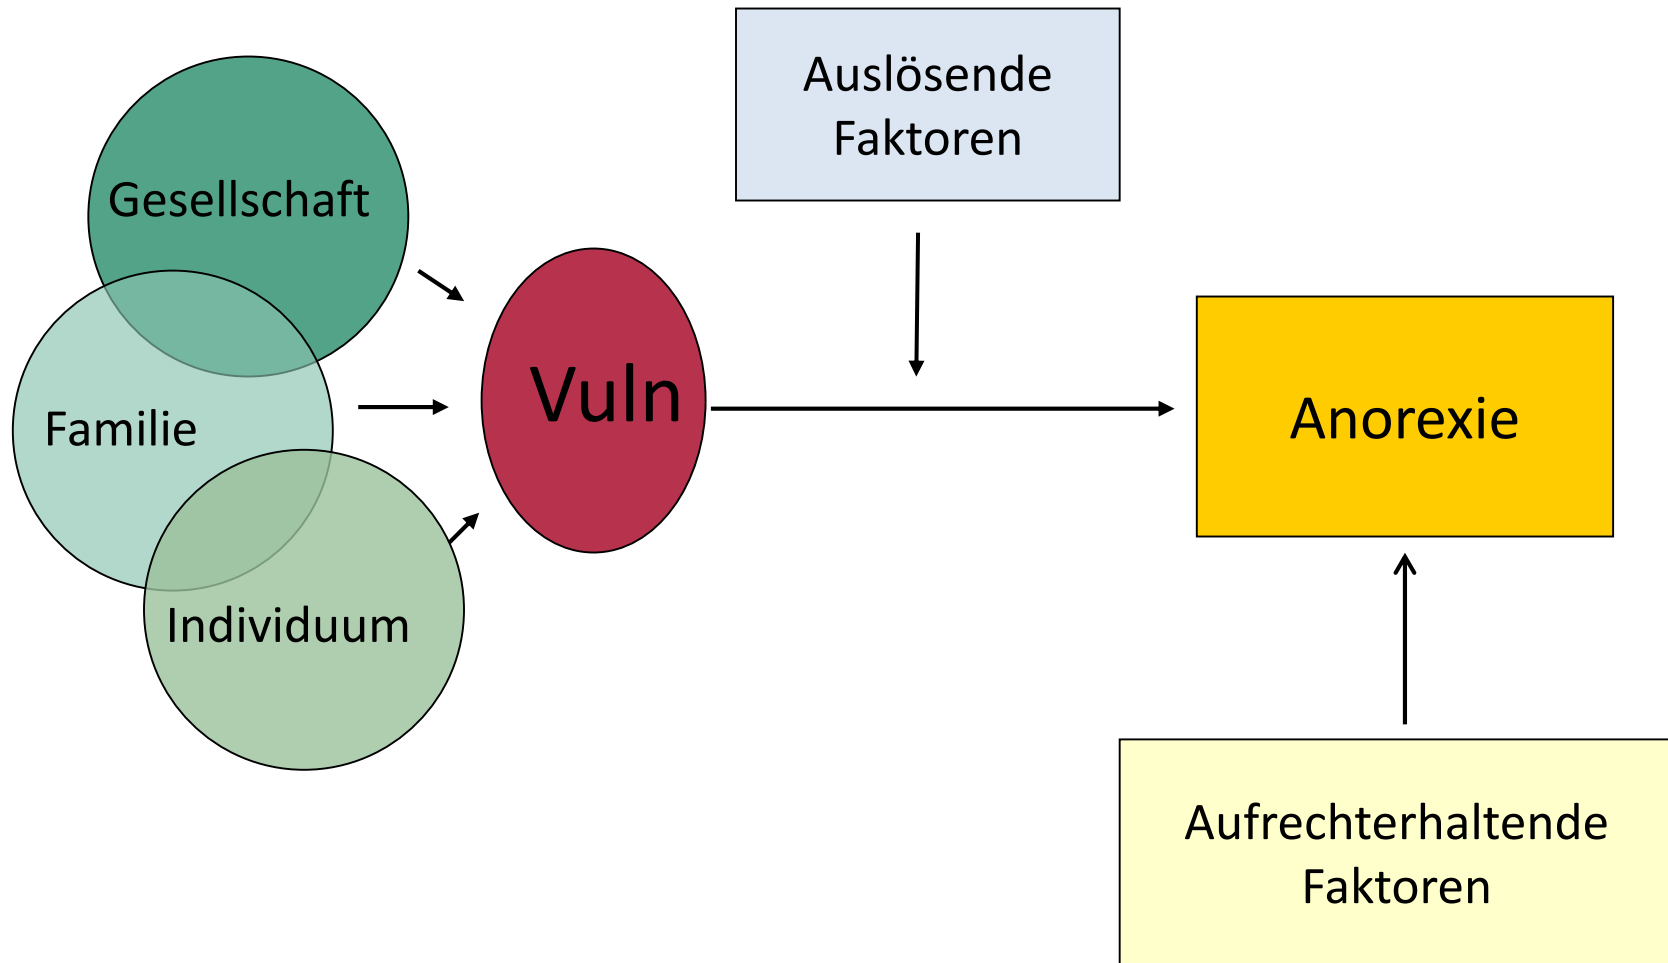 Gesellschaft
Familie
Individuum
Vuln
Auslösende
Faktoren
Anorexie
Aufrechterhaltende
Faktoren